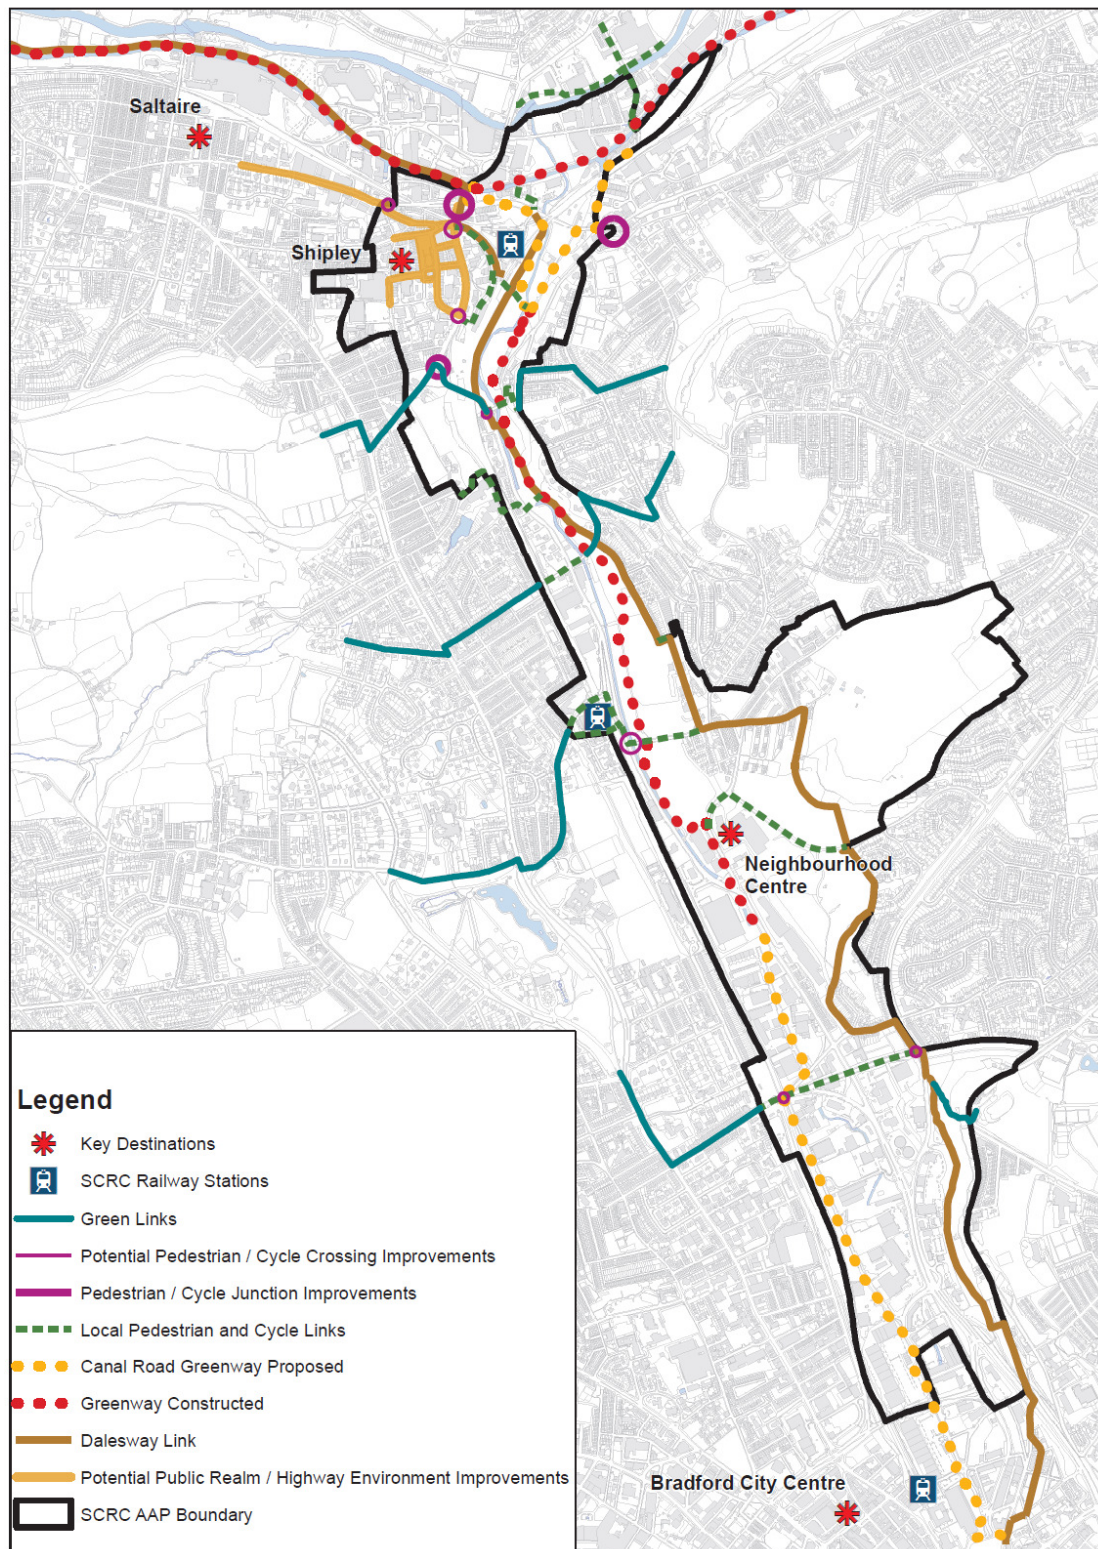 Saltaire
Shipley
Neighbourhood
Centre
Bradford City Centre
Legend
Key Destinations
SCRC Railway Stations
Green Links
Potential Pedestrian / Cycle Crossing Improvements
Pedestrian / Cycle Junction Improvements
Local Pedestrian and Cycle Links
Canal Road Greenway Proposed
Greenway Constructed
Dalesway Link
Potential Public Realm / Highway Environment Improvements
SCRC AAP Boundary